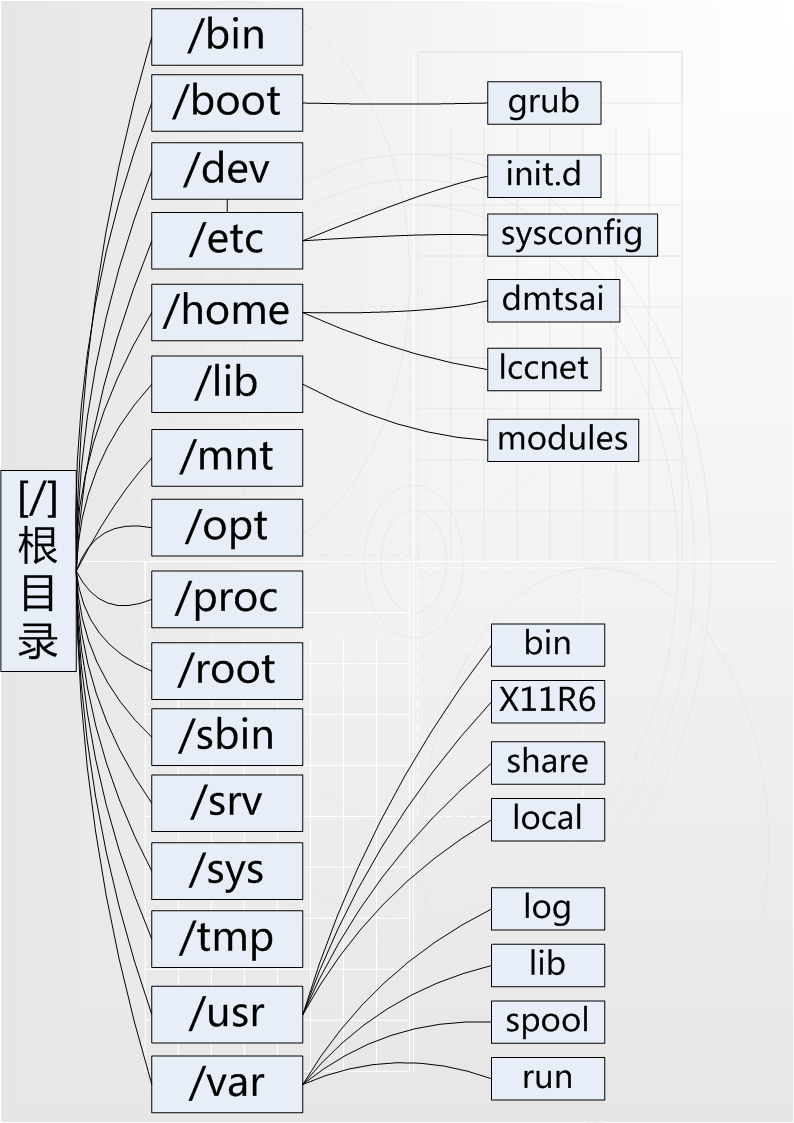 [/]
根
目
录
/bin
/boot
/dev
/etc
/home
/lib
/mnt
/opt
/proc
/root
/sbin
/srv
/sys
/tmp
/usr
/var
grub
init.d
sysconfig
dmtsai
lccnet
modules
bin
X11R6
share
local
log
lib
spool
run